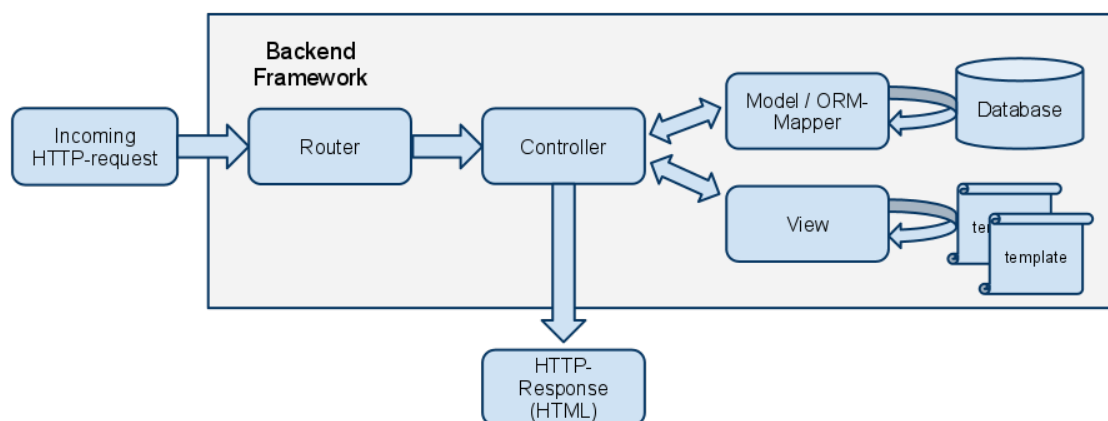 Backend
Framework
Incoming
HTTP-request
Router
Controller
Model / ORM-
Mapper
Database
View
template
HTTP-
Response
(HTML)